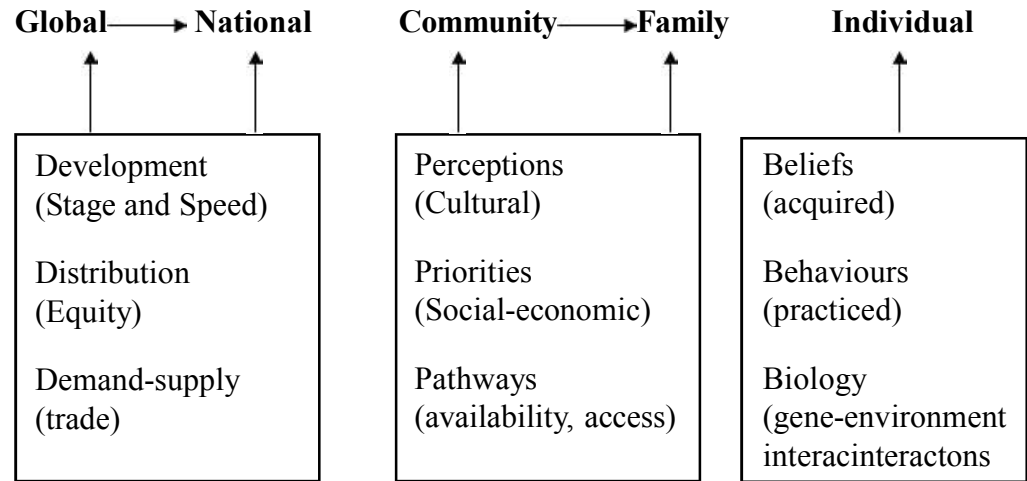 Global National Community Family Individual
Development
(Stage and Speed)
Distribution
(Equity)
Demand-supply
(trade)
Perceptions
(Cultural)
Priorities
(Social-economic)
Pathways
(availability, access)
Beliefs
(acquired)
Behaviours
(practiced)
Biology
(gene-environment
interacinteractons